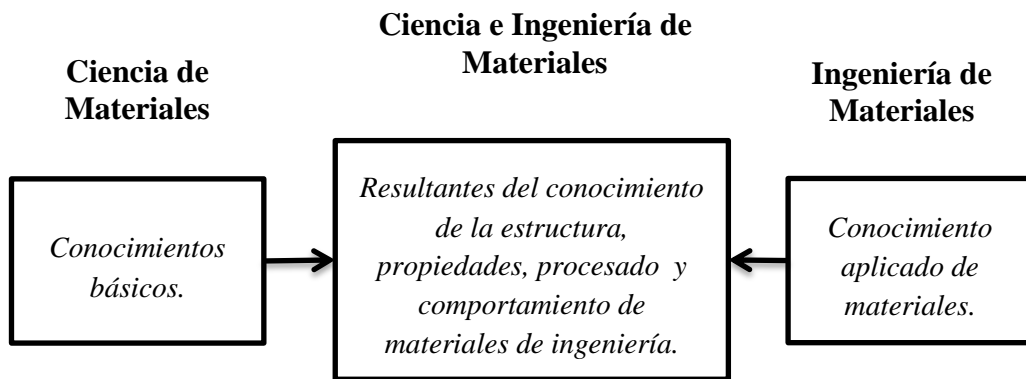 Ciencia de
Materiales
Ciencia e Ingeniería de
Materiales
Ingeniería de
Materiales
Conocimientos
básicos.
Resultantes del conocimiento
de la estructura,
propiedades, procesado y
comportamiento de
materiales de ingeniería.
Conocimiento
aplicado de
materiales.